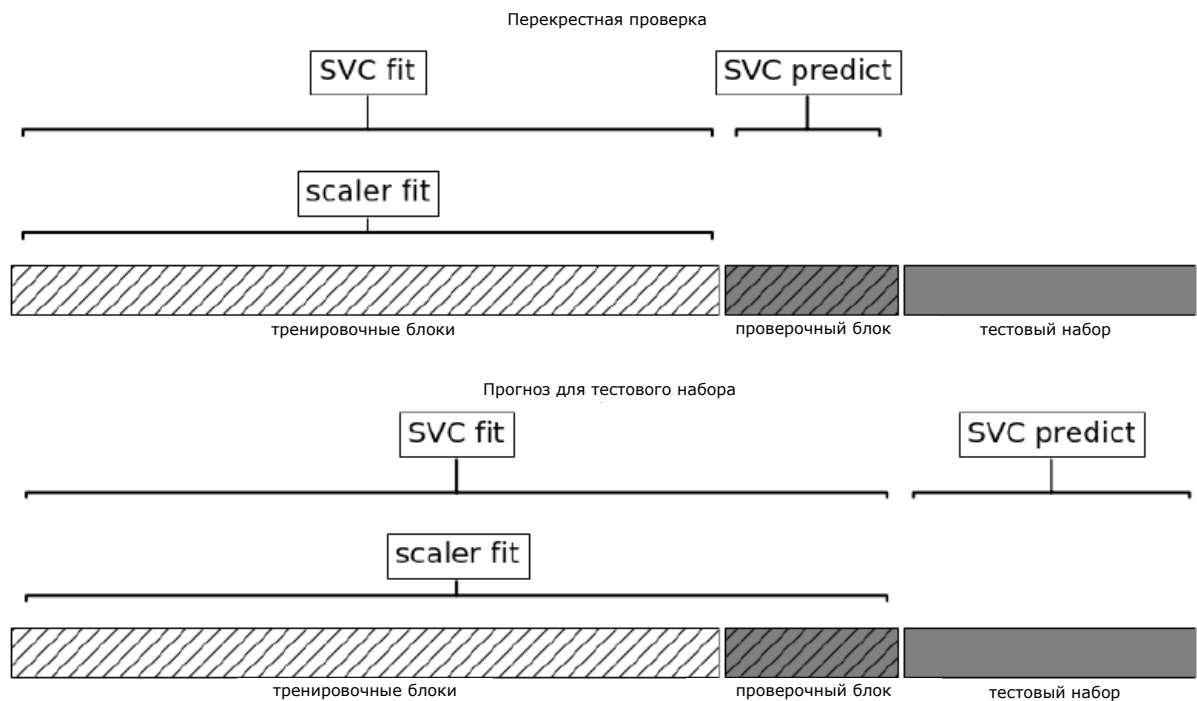 Перекрестная проверка
SVC fit
SVC predict
scaler fit
тренировочные блоки
проверочный блок
тестовый набор
Прогноз для тестового набора
SVC fit
SVC predict
scaler fit
тренировочные блоки
проверочный блок
тестовый набор